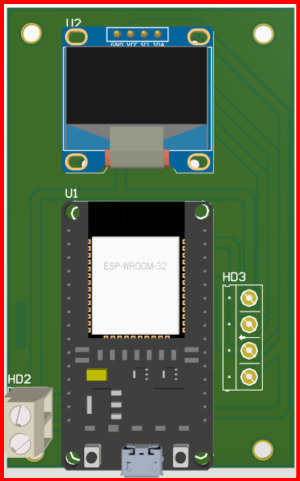 U2
GND VCC SCL SDA
U1
ESP-WROOM-32
HD3
HD2